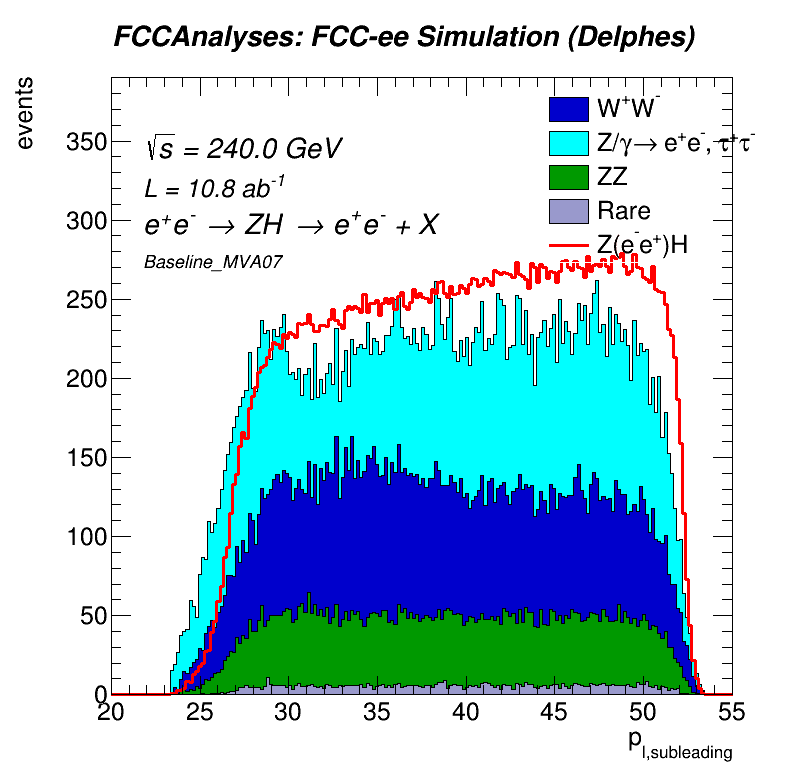 FCCAnalyses: FCC-ee Simulation (Delphes)
events
√s = 240.0 GeV
L = 10.8 ab⁻¹
e⁺e⁻ → ZH → e⁺e⁻ + X
Baseline_MVA07
W⁺W⁻
Z/γ→ e⁺e⁻, τ⁺τ⁻
ZZ
Rare
Z(e⁻e⁺)H
350
300
250
200
150
100
50
0
20 25 30 35 40 45 50 55
p_l,subleading